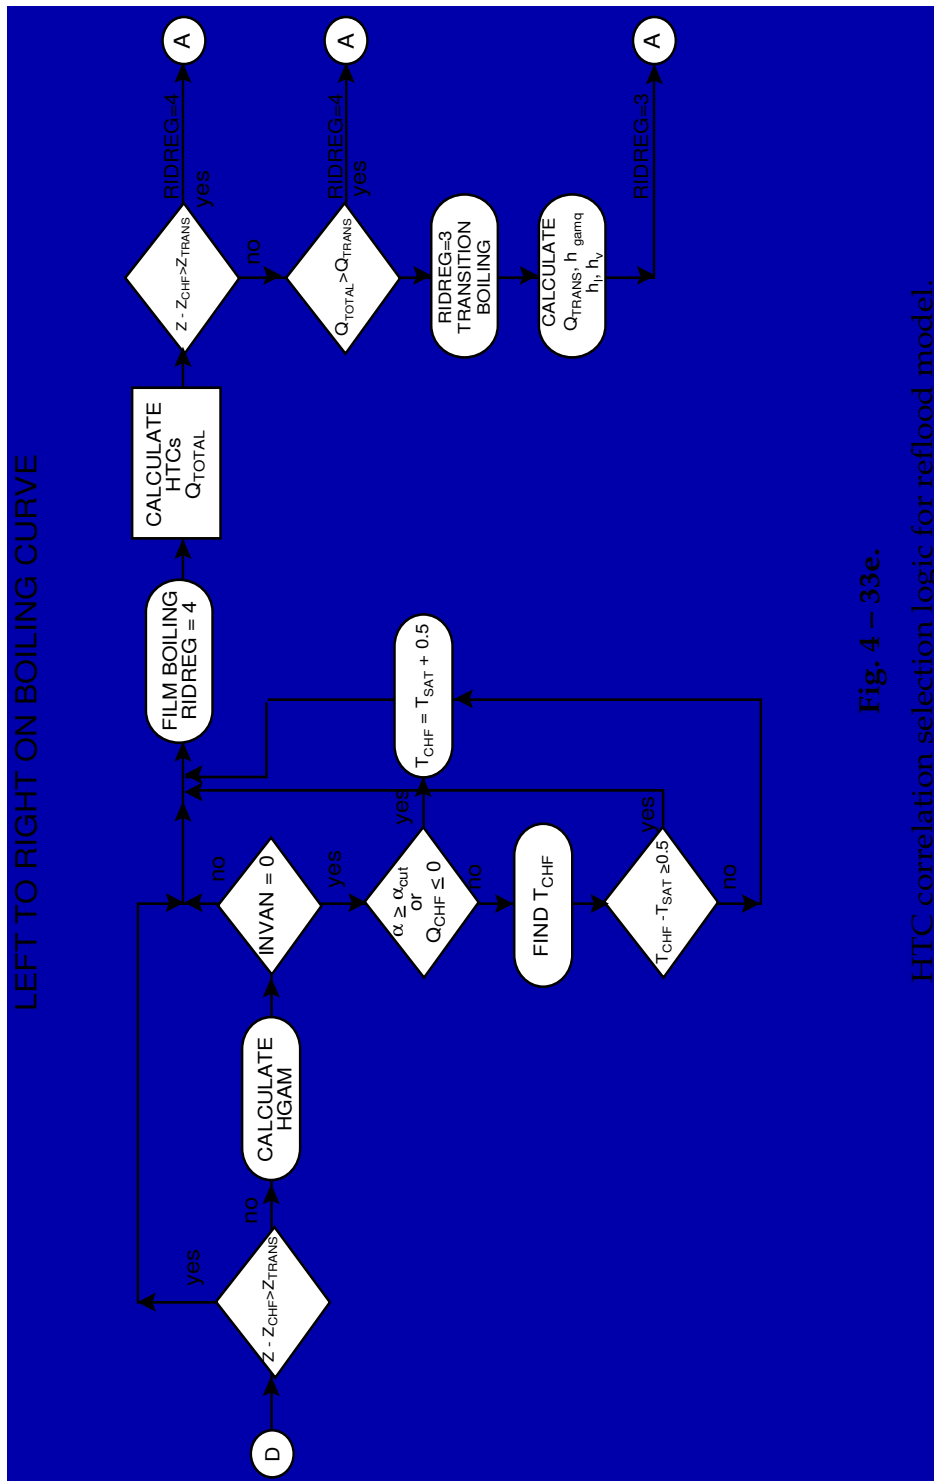 LEFT TO RIGHT ON BOILING CURVE
D
Z - ZCHF>ZTRANS
yes
no
CALCULATE
HGAM
INVAN = 0
no
yes
α ≥ αcut
or
QCHF ≤ 0
yes
no
FIND TCHF
TCHF -TSAT ≥0.5
yes
no
TCHF = TSAT + 0.5
FILM BOILING
RIDREG = 4
CALCULATE
HTCs
QTOTAL
Z - ZCHF>ZTRANS
yes
RIDREG=4
A
no
QTOTAL>QTRANS
yes
RIDREG=4
A
RIDREG=3
TRANSITION
BOILING
CALCULATE
QTRANS, h gamq
hl, hv
RIDREG=3
A
Fig. 4 – 33e.
HTC correlation selection logic for reflood model.